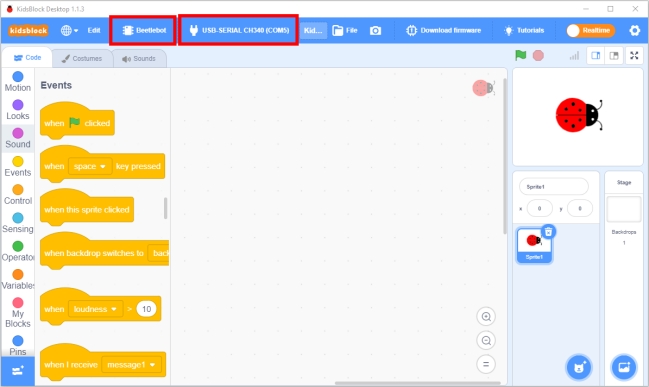 KidsBlock Desktop 1.1.3
kidsblock
Edit
Beetlebot
USB-SERIAL CH340 (COM5)
Kid...
File
Download firmware
Tutorials
Realtime
Code
Costumes
Sounds
Motion
Looks
Sound
Events
Control
Sensing
Operato
Variables
My
Blocks
Pins
Events
when clicked
when space key pressed
when this sprite clicked
when backdrop switches to bac
when loudness > 10
when I receive message1
Sprite1
x 0 y 0
Sprite1
Stage
Backdrops
1